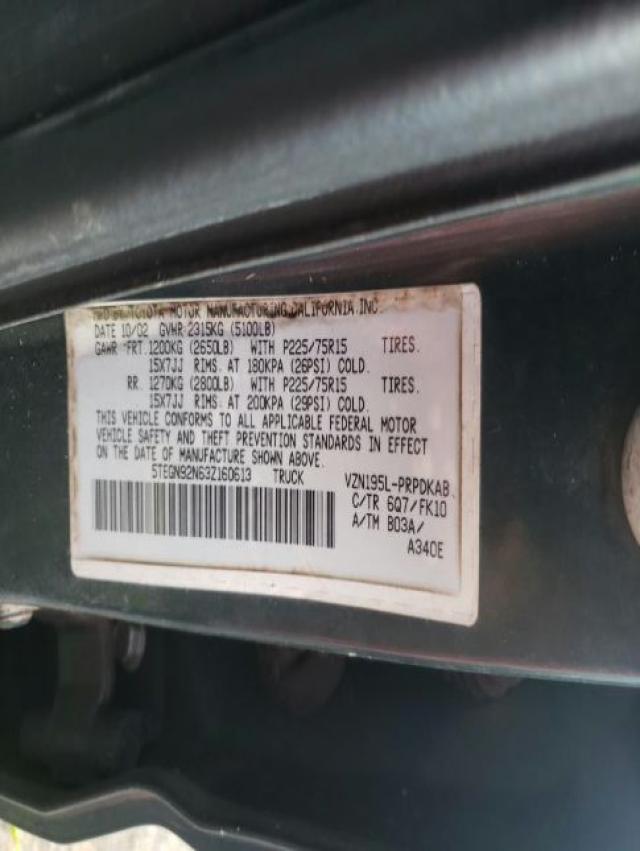 MFD BY TOYOTA MOTOR MANUFACTURING,CALIFORNIA.INC.
DATE 10/02 GVWR 2315KG (5100LB)
GAWR FRT. 1200KG (2650LB) WITH P225/75R15 TIRES.
15X7JJ RIMS. AT 180KPA (26PSI) COLD.
RR. 1270KG (2800LB) WITH P225/75R15 TIRES.
15X7JJ RIMS. AT 200KPA (29PSI) COLD.
THIS VEHICLE CONFORMS TO ALL APPLICABLE FEDERAL MOTOR
VEHICLE SAFETY AND THEFT PREVENTION STANDARDS IN EFFECT
ON THE DATE OF MANUFACTURE SHOWN ABOVE.
5TEGN92N63Z160613 TRUCK VZN195L-PRPDKAB
C/TR 6Q7/FK10
A/TM B03A/
A340E